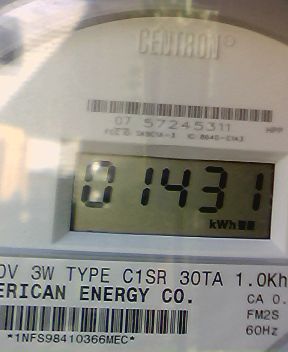 CENTRON®
07 57245311 HPP
01431
kWh
0V 3W TYPE C1SR 30TA 1.0Kh
ERICAN ENERGY CO.
CA 0.
FM2S
60Hz
*1NFS98410366MEC*